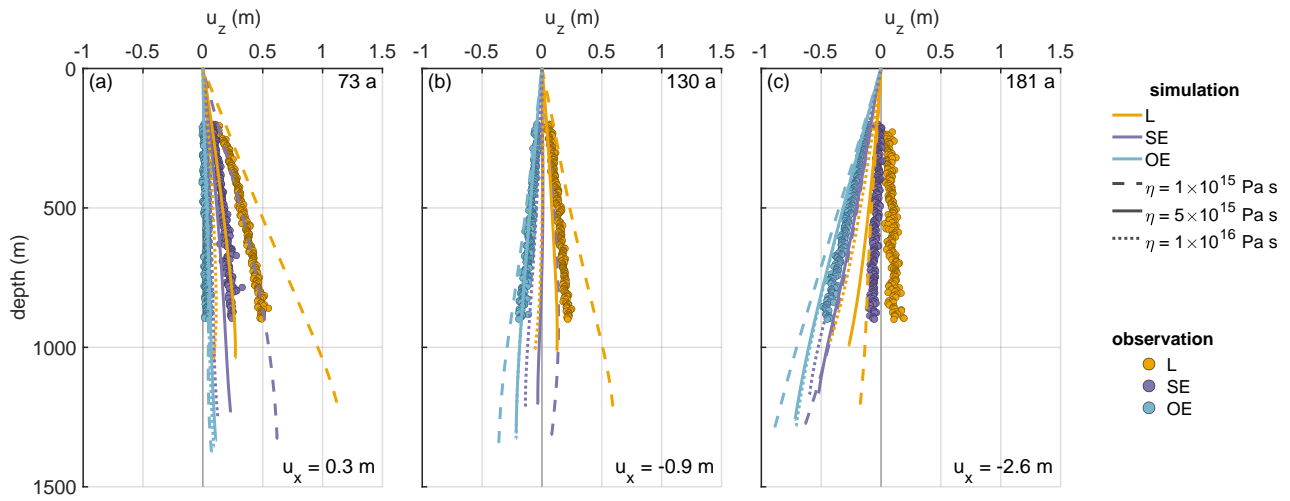 u_z (m)
u_z (m)
u_z (m)
-1 0 0.5 1 1.5
-1 -0.5 0 0.5 1 1.5
-1 -0.5 0 0.5 1 1.5
0
500
1000
1500
depth (m)
(a) 73 a
(b) 130 a
(c) 181 a
u_x = 0.3 m
u_x = -0.9 m
u_x = -2.6 m
simulation
L
SE
OE
η = 1×10^15 Pa s
η = 5×10^15 Pa s
η = 1×10^16 Pa s
observation
L
SE
OE